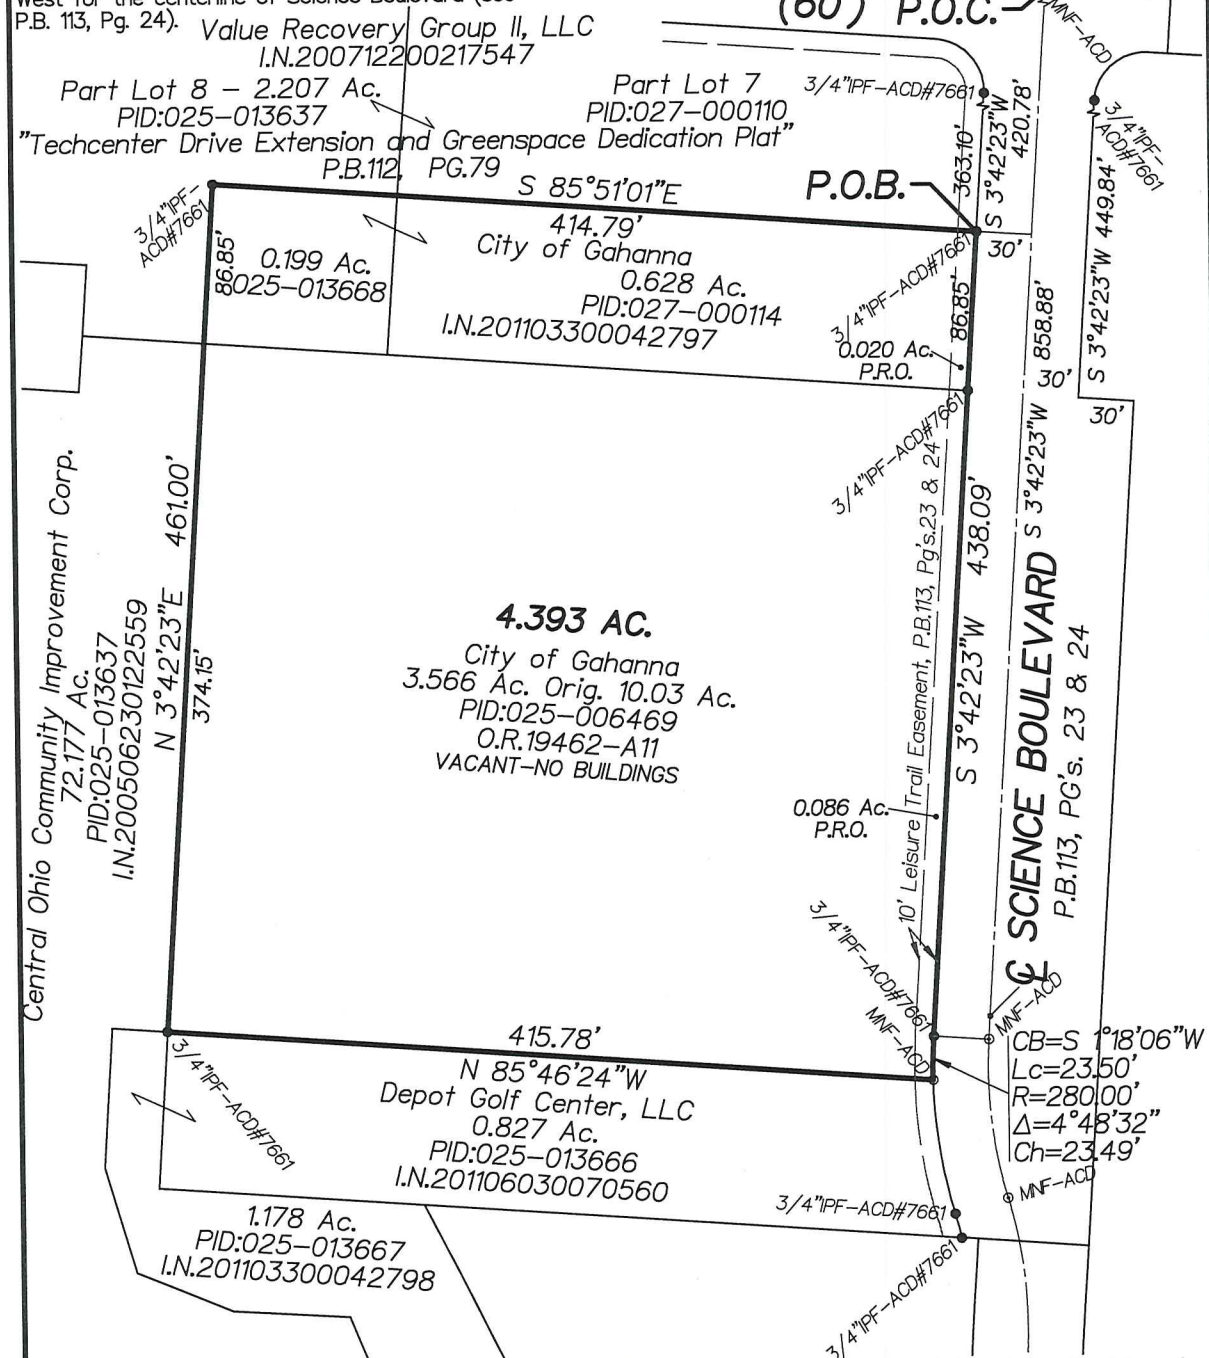 P.B. 113, Pg. 24).
(60') P.O.C.
MNF-ACD
Value Recovery Group II, LLC
I.N.200712200217547
Part Lot 8 - 2.207 Ac.
PID:025-013637
Part Lot 7
PID:027-000110
"Techcenter Drive Extension and Greenspace Dedication Plat"
P.B.112, PG.79
3/4"IPF-ACD#7661
363.10'
S 3°42'23"W
420.78'
3/4"IPF-
ACD#7661
S 3°42'23"W 449.84'
S 85°51'01"E
414.79'
P.O.B.
30'
3/4"IPF-
ACD#7661
86.85'
0.199 Ac.
025-013668
City of Gahanna
0.628 Ac.
PID:027-000114
I.N.201103300042797
3/4"IPF-ACD#7661
86.85'
0.020 Ac.
P.R.O.
858.88'
30'
30'
3/4"IPF-ACD#7661
Central Ohio Community Improvement Corp.
72.177 Ac.
PID:025-013637
I.N.200506230122559
N 3°42'23"E 461.00'
374.15'
4.393 AC.
City of Gahanna
3.566 Ac. Orig. 10.03 Ac.
PID:025-006469
O.R.19462-A11
VACANT-NO BUILDINGS
10' Leisure Trail Easement, P.B.113, Pg's.23 & 24
S 3°42'23"W 438.09'
S 3°42'23"W
℄ SCIENCE BOULEVARD
P.B.113, PG's. 23 & 24
0.086 Ac.
P.R.O.
3/4"IPF-ACD#7661
MNF-ACD
MNF-ACD
415.78'
N 85°46'24"W
3/4"IPF-ACD#7661
Depot Golf Center, LLC
0.827 Ac.
PID:025-013666
I.N.201106030070560
CB=S 1°18'06"W
Lc=23.50'
R=280.00'
Δ=4°48'32"
Ch=23.49'
MNF-ACD
3/4"IPF-ACD#7661
1.178 Ac.
PID:025-013667
I.N.201103300042798
3/4"IPF-ACD#7661